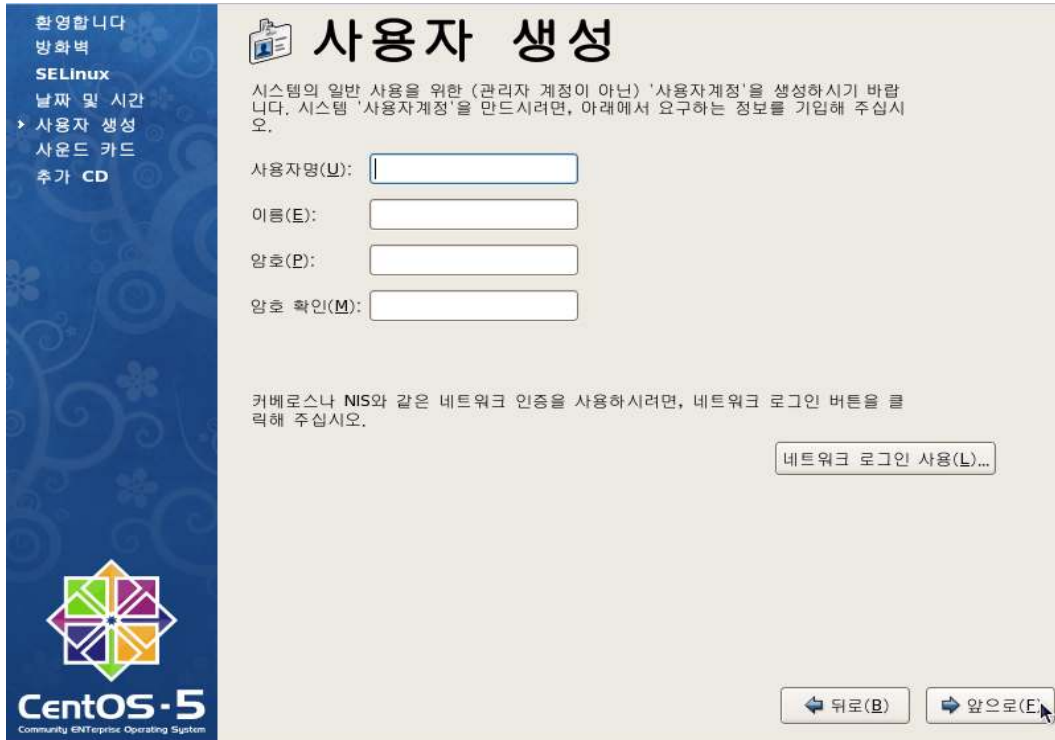 환영합니다
방화벽
SELinux
날짜 및 시간
사용자 생성
사운드 카드
추가 CD
사용자 생성
시스템의 일반 사용을 위한 (관리자 계정이 아닌) '사용자계정'을 생성하시기 바랍
니다. 시스템 '사용자계정'을 만드시려면, 아래에서 요구하는 정보를 기입해 주십시
오.
사용자명(U):
이름(E):
암호(P):
암호 확인(M):
커베로스나 NIS와 같은 네트워크 인증을 사용하시려면, 네트워크 로그인 버튼을 클
릭해 주십시오.
네트워크 로그인 사용(L)...
CentOS-5
Community ENTerprise Operating System
뒤로(B)
앞으로(F)